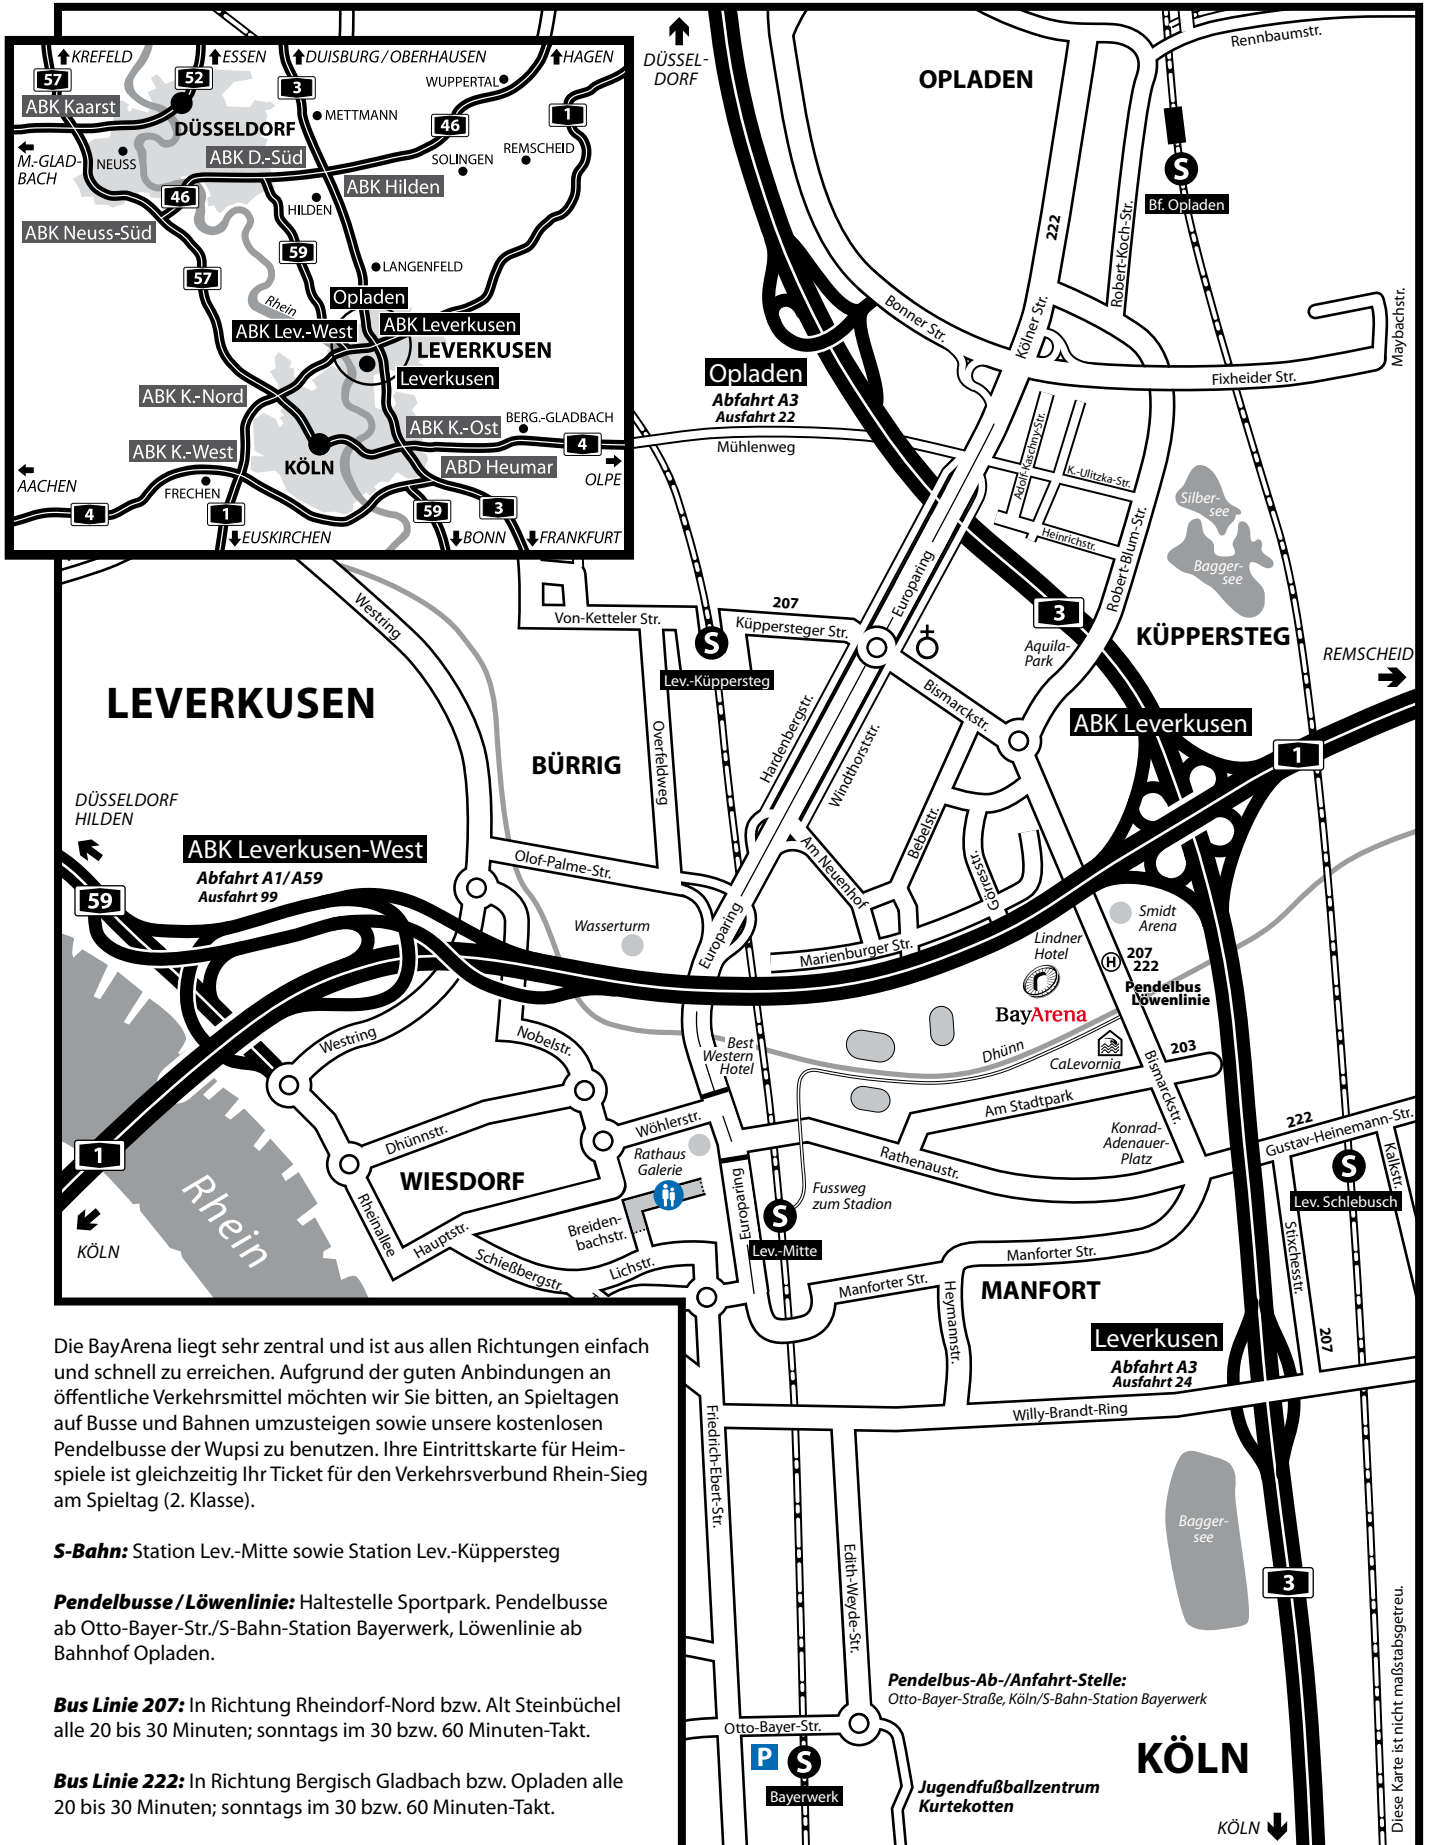 KREFELD
ESSEN
DUISBURG/OBERHAUSEN
HAGEN
57
52
3
WUPPERTAL
1
ABK Kaarst
METTMANN
DÜSSELDORF
46
M.-GLAD-
BACH
NEUSS
ABK D.-Süd
SOLINGEN
REMSCHEID
46
ABK Hilden
HILDEN
ABK Neuss-Süd
59
57
LANGENFELD
Rhein
Opladen
ABK Lev.-West
ABK Leverkusen
LEVERKUSEN
Leverkusen
ABK K.-Nord
ABK K.-Ost
BERG.-GLADBACH
4
ABK K.-West
KÖLN
ABD Heumar
AACHEN
FRECHEN
OLPE
4
1
59
3
EUSKIRCHEN
BONN
FRANKFURT
DÜSSEL-
DORF
OPLADEN
Rennbaumstr.
S
Bf. Opladen
222
Robert-Koch-Str.
Bonner Str.
Kölner Str.
Maybachstr.
Fixheider Str.
Opladen
Abfahrt A3
Ausfahrt 22
Mühlenweg
Adolf-Kaschny-Str.
K.-Ulitzka-Str.
Heinrichstr.
Silber-
see
Bagger-
see
Robert-Blum-Str.
Europaring
Westring
Von-Ketteler Str.
207
Küppersteger Str.
S
Lev.-Küppersteg
3
Aquila-
Park
KÜPPERSTEG
REMSCHEID
LEVERKUSEN
Bismarckstr.
ABK Leverkusen
1
BÜRRIG
Overfeldweg
Hardenbergstr.
Windthorststr.
DÜSSELDORF
HILDEN
ABK Leverkusen-West
Abfahrt A1/A59
Ausfahrt 99
59
Olof-Palme-Str.
Am Neuenhof
Bebelstr.
Görresstr.
Wasserturm
Europaring
Marienburger Str.
Smidt
Arena
Lindner
Hotel
H
207
222
Pendelbus
Löwenlinie
BayArena
Westring
Nobelstr.
Best
Western
Hotel
Dhünn
CaLevornia
203
Bismarckstr.
Am Stadtpark
Dhünnstr.
Wöhlerstr.
Rathaus
Galerie
Konrad-
Adenauer-
Platz
222
Gustav-Heinemann-Str.
Kalkstr.
Rathenaustr.
1
WIESDORF
Europaring
Fussweg
zum Stadion
S
Lev. Schlebusch
Rhein
Rheinallee
Hauptstr.
Breiden-
bachstr.
S
Lev.-Mitte
Stixchesstr.
KÖLN
Schießbergstr.
Lichstr.
Manforter Str.
Manforter Str.
MANFORT
Heymannstr.
Leverkusen
Abfahrt A3
Ausfahrt 24
207
Willy-Brandt-Ring
Friedrich-Ebert-Str.
Bagger-
see
Edith-Weyde-Str.
3
Pendelbus-Ab-/Anfahrt-Stelle:
Otto-Bayer-Straße, Köln/S-Bahn-Station Bayerwerk
Otto-Bayer-Str.
P
S
Bayerwerk
KÖLN
Jugendfußballzentrum
Kurtekotten
KÖLN
Diese Karte ist nicht maßstabsgetreu.
Die BayArena liegt sehr zentral und ist aus allen Richtungen einfach
und schnell zu erreichen. Aufgrund der guten Anbindungen an
öffentliche Verkehrsmittel möchten wir Sie bitten, an Spieltagen
auf Busse und Bahnen umzusteigen sowie unsere kostenlosen
Pendelbusse der Wupsi zu benutzen. Ihre Eintrittskarte für Heim-
spiele ist gleichzeitig Ihr Ticket für den Verkehrsverbund Rhein-Sieg
am Spieltag (2. Klasse).
S-Bahn: Station Lev.-Mitte sowie Station Lev.-Küppersteg
Pendelbusse/Löwenlinie: Haltestelle Sportpark. Pendelbusse
ab Otto-Bayer-Str./S-Bahn-Station Bayerwerk, Löwenlinie ab
Bahnhof Opladen.
Bus Linie 207: In Richtung Rheindorf-Nord bzw. Alt Steinbüchel
alle 20 bis 30 Minuten; sonntags im 30 bzw. 60 Minuten-Takt.
Bus Linie 222: In Richtung Bergisch Gladbach bzw. Opladen alle
20 bis 30 Minuten; sonntags im 30 bzw. 60 Minuten-Takt.